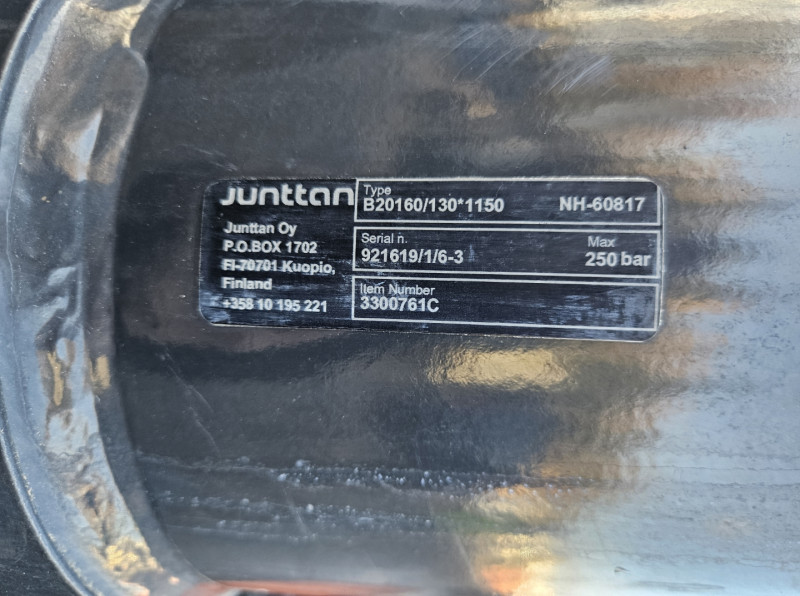 Junttan
Junttan Oy
P.O.BOX 1702
FI-70701 Kuopio,
Finland
+358 10 195 221
Type
B20160/130*1150 NH-60817
Serial n. Max
921619/1/6-3 250 bar
Item Number
3300761C